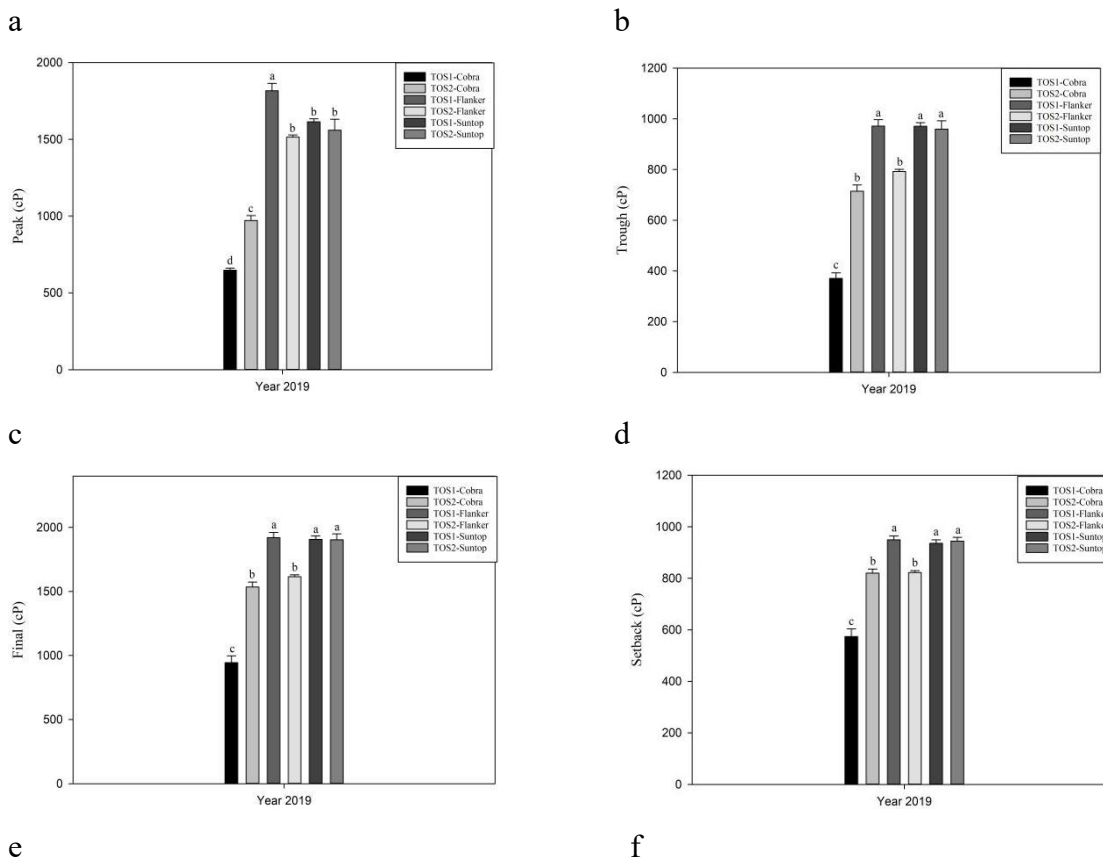 a
b
2000
1500
1000
500
0
Peak (cP)
d
c
a
b
b
b
TOS1-Cobra
TOS2-Cobra
TOS1-Flanker
TOS2-Flanker
TOS1-Suntop
TOS2-Suntop
Year 2019
1200
1000
800
600
400
200
0
Trough (cP)
c
b
a
b
a
a
TOS1-Cobra
TOS2-Cobra
TOS1-Flanker
TOS2-Flanker
TOS1-Suntop
TOS2-Suntop
Year 2019
c
d
2000
1500
1000
500
0
Final (cP)
c
b
a
b
a
a
TOS1-Cobra
TOS2-Cobra
TOS1-Flanker
TOS2-Flanker
TOS1-Suntop
TOS2-Suntop
Year 2019
1200
1000
800
600
400
200
0
Setback (cP)
c
b
a
b
a
a
TOS1-Cobra
TOS2-Cobra
TOS1-Flanker
TOS2-Flanker
TOS1-Suntop
TOS2-Suntop
Year 2019
e
f